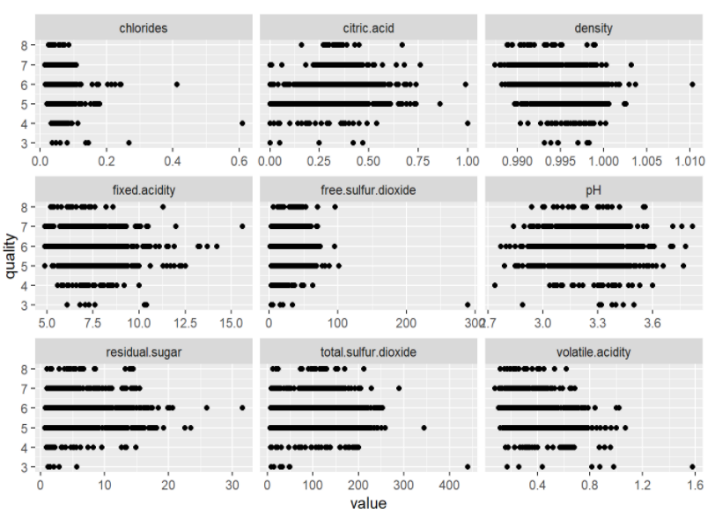 chlorides citric.acid density
8
7
6
5
4
3
0.0 0.2 0.4 0.6 0.00 0.25 0.50 0.75 1.00 0.990 0.995 1.000 1.005 1.010
fixed.acidity free.sulfur.dioxide pH
8
7
6
5
4
3
5.0 7.5 10.0 12.5 15.0 0 100 200 300 2.7 3.0 3.3 3.6
residual.sugar total.sulfur.dioxide volatile.acidity
8
7
6
5
4
3
0 10 20 30 0 100 200 300 400 0.4 0.8 1.2 1.6
quality
value